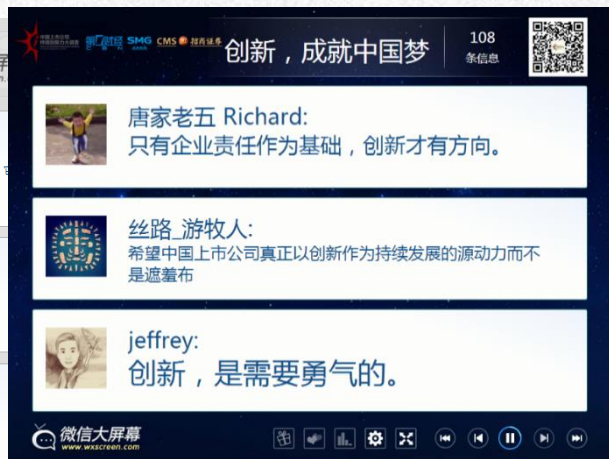 第一财经 SMG CMS 招商证券
创新，成就中国梦
108
条信息
唐家老五 Richard:
只有企业责任作为基础，创新才有方向。
丝路_游牧人:
希望中国上市公司真正以创新作为持续发展的源动力而不
是遮羞布
jeffrey:
创新，是需要勇气的。
微信大屏幕
www.wxscreen.com